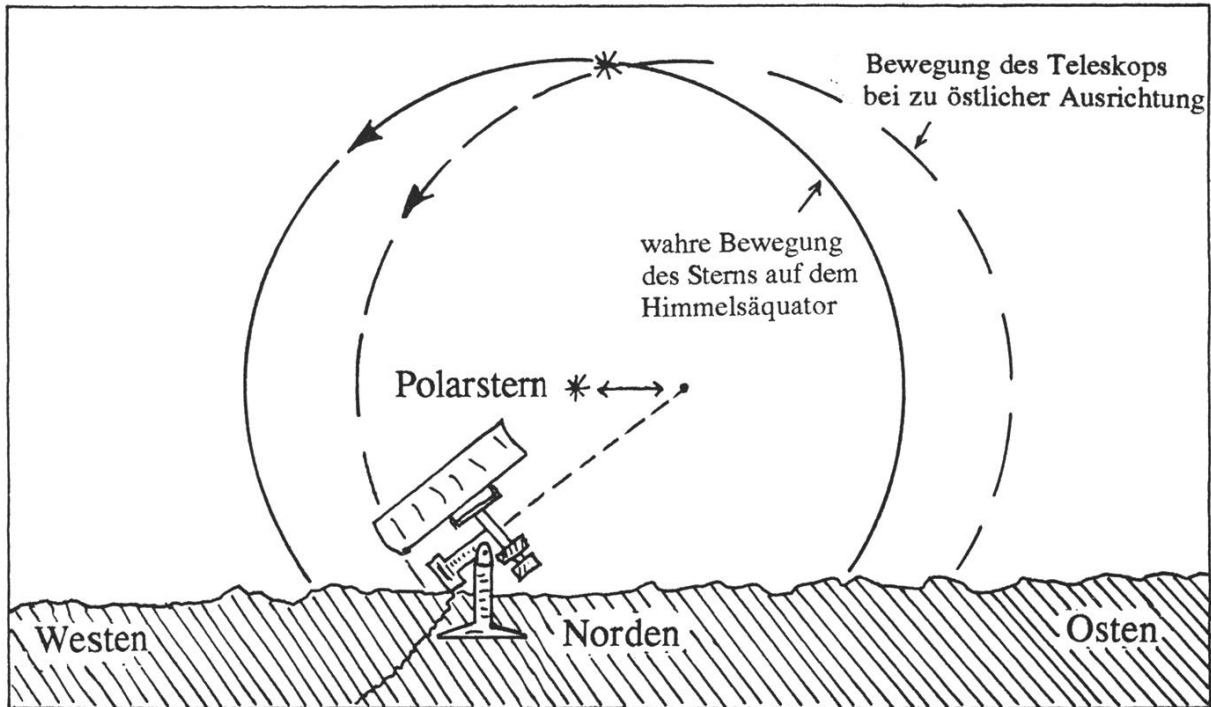 Bewegung des Teleskops
bei zu östlicher Ausrichtung
wahre Bewegung
des Sterns auf dem
Himmelsäquator
Polarstern
Westen
Norden
Osten